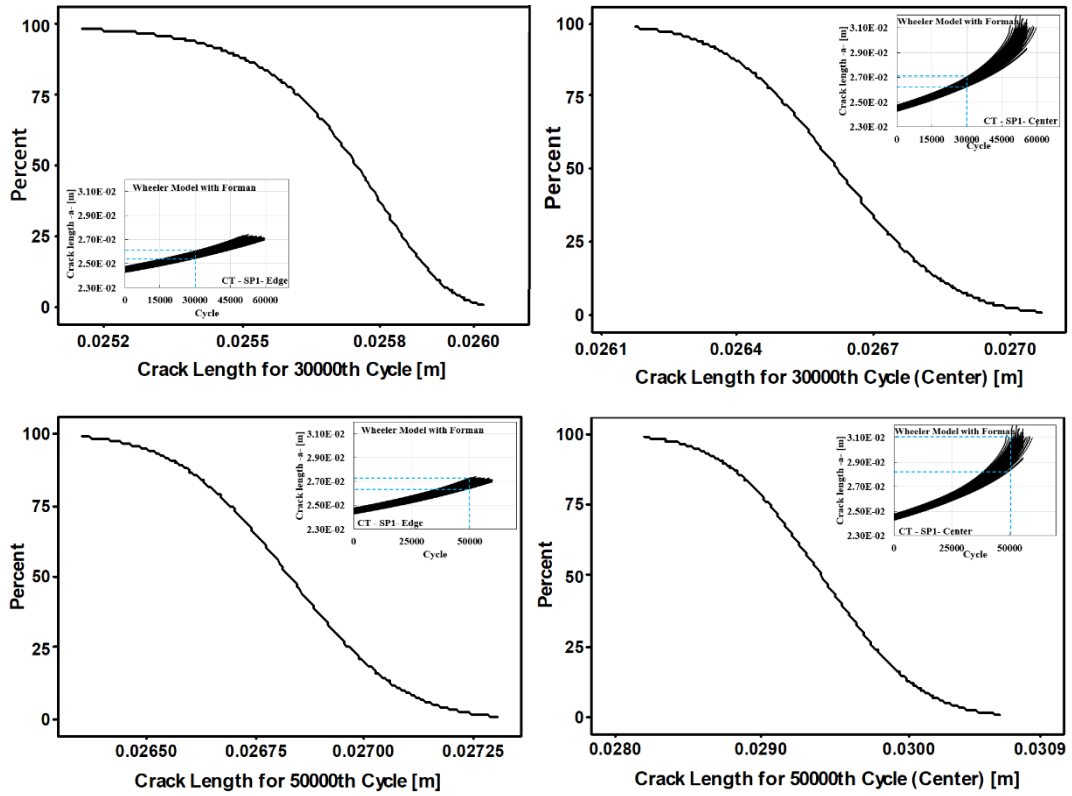 100
75
50
25
0
Percent
0.0252
0.0255
0.0258
0.0260
Crack Length for 30000th Cycle [m]
Wheeler Model with Forman
3.10E-02
2.90E-02
2.70E-02
2.50E-02
2.30E-02
Crack length -a- [m]
CT - SP1- Edge
0
15000
30000
45000
60000
Cycle
100
75
50
25
0
Percent
0.0261
0.0264
0.0267
0.0270
Crack Length for 30000th Cycle (Center) [m]
Wheeler Model with Forman
3.10E-02
2.90E-02
2.70E-02
2.50E-02
2.30E-02
Crack length -a- [m]
CT - SP1- Center
0
15000
30000
45000
60000
Cycle
100
75
50
25
0
Percent
0.02650
0.02675
0.02700
0.02725
Crack Length for 50000th Cycle [m]
Wheeler Model with Forman
3.10E-02
2.90E-02
2.70E-02
2.50E-02
2.30E-02
Crack length -a- [m]
CT - SP1- Edge
0
25000
50000
Cycle
100
75
50
25
0
Percent
0.0280
0.0290
0.0300
0.0309
Crack Length for 50000th Cycle (Center) [m]
Wheeler Model with Forman
3.10E-02
2.90E-02
2.70E-02
2.50E-02
2.30E-02
Crack length -a- [m]
CT - SP1- Center
0
25000
50000
Cycle